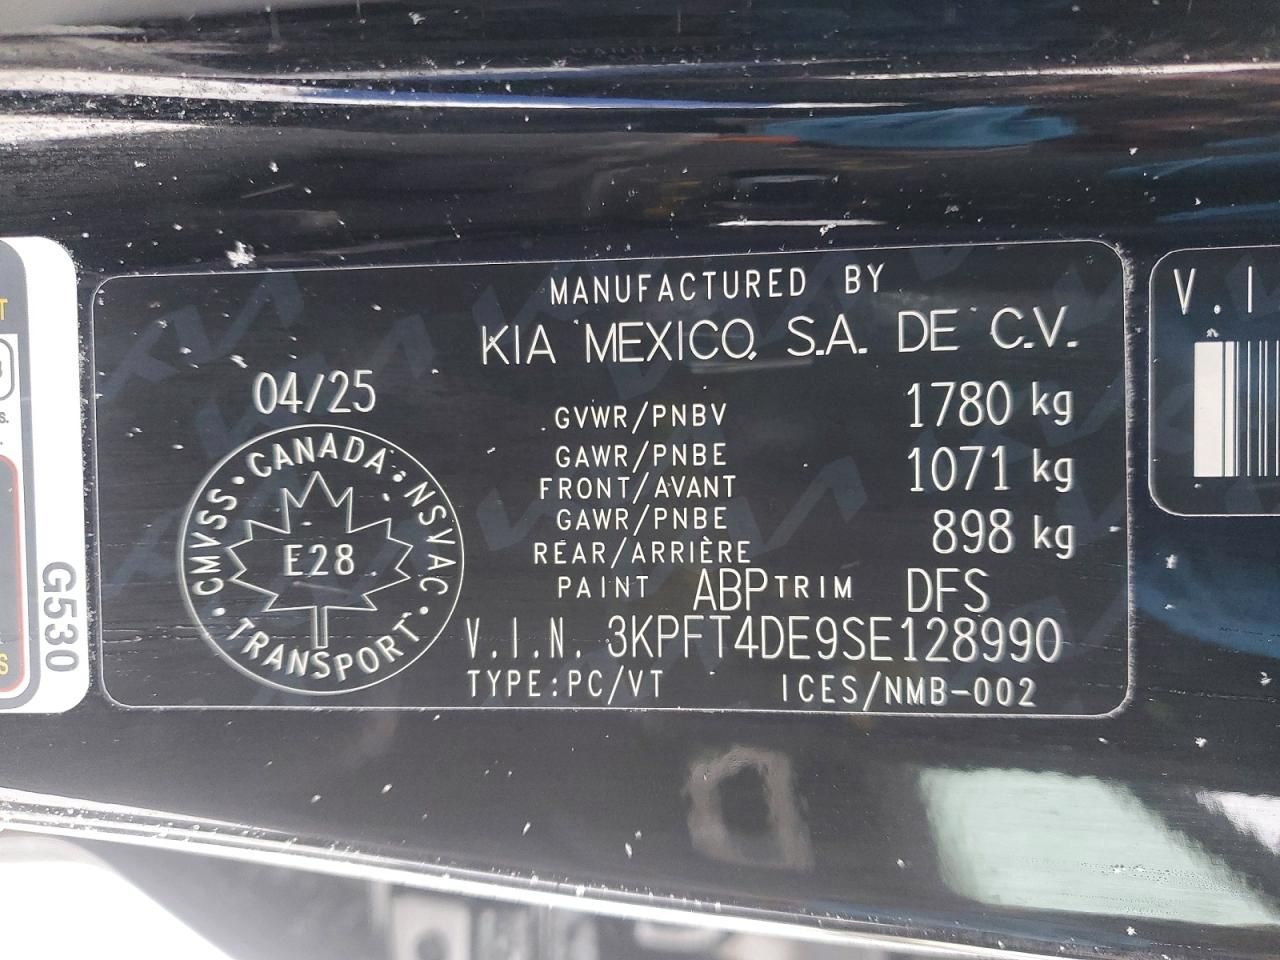 MANUFACTURED BY
KIA MEXICO, S.A. DE C.V.
04/25
GVWR/PNBV 1780 kg
GAWR/PNBE 1071 kg
FRONT/AVANT
GAWR/PNBE 898 kg
REAR/ARRIÈRE
PAINT ABP TRIM DFS
V.I.N. 3KPFT4DE9SE128990
TYPE:PC/VT ICES/NMB-002
CMVSS • CANADA • NSVAC • TRANSPORT •
E28
G530
V.I